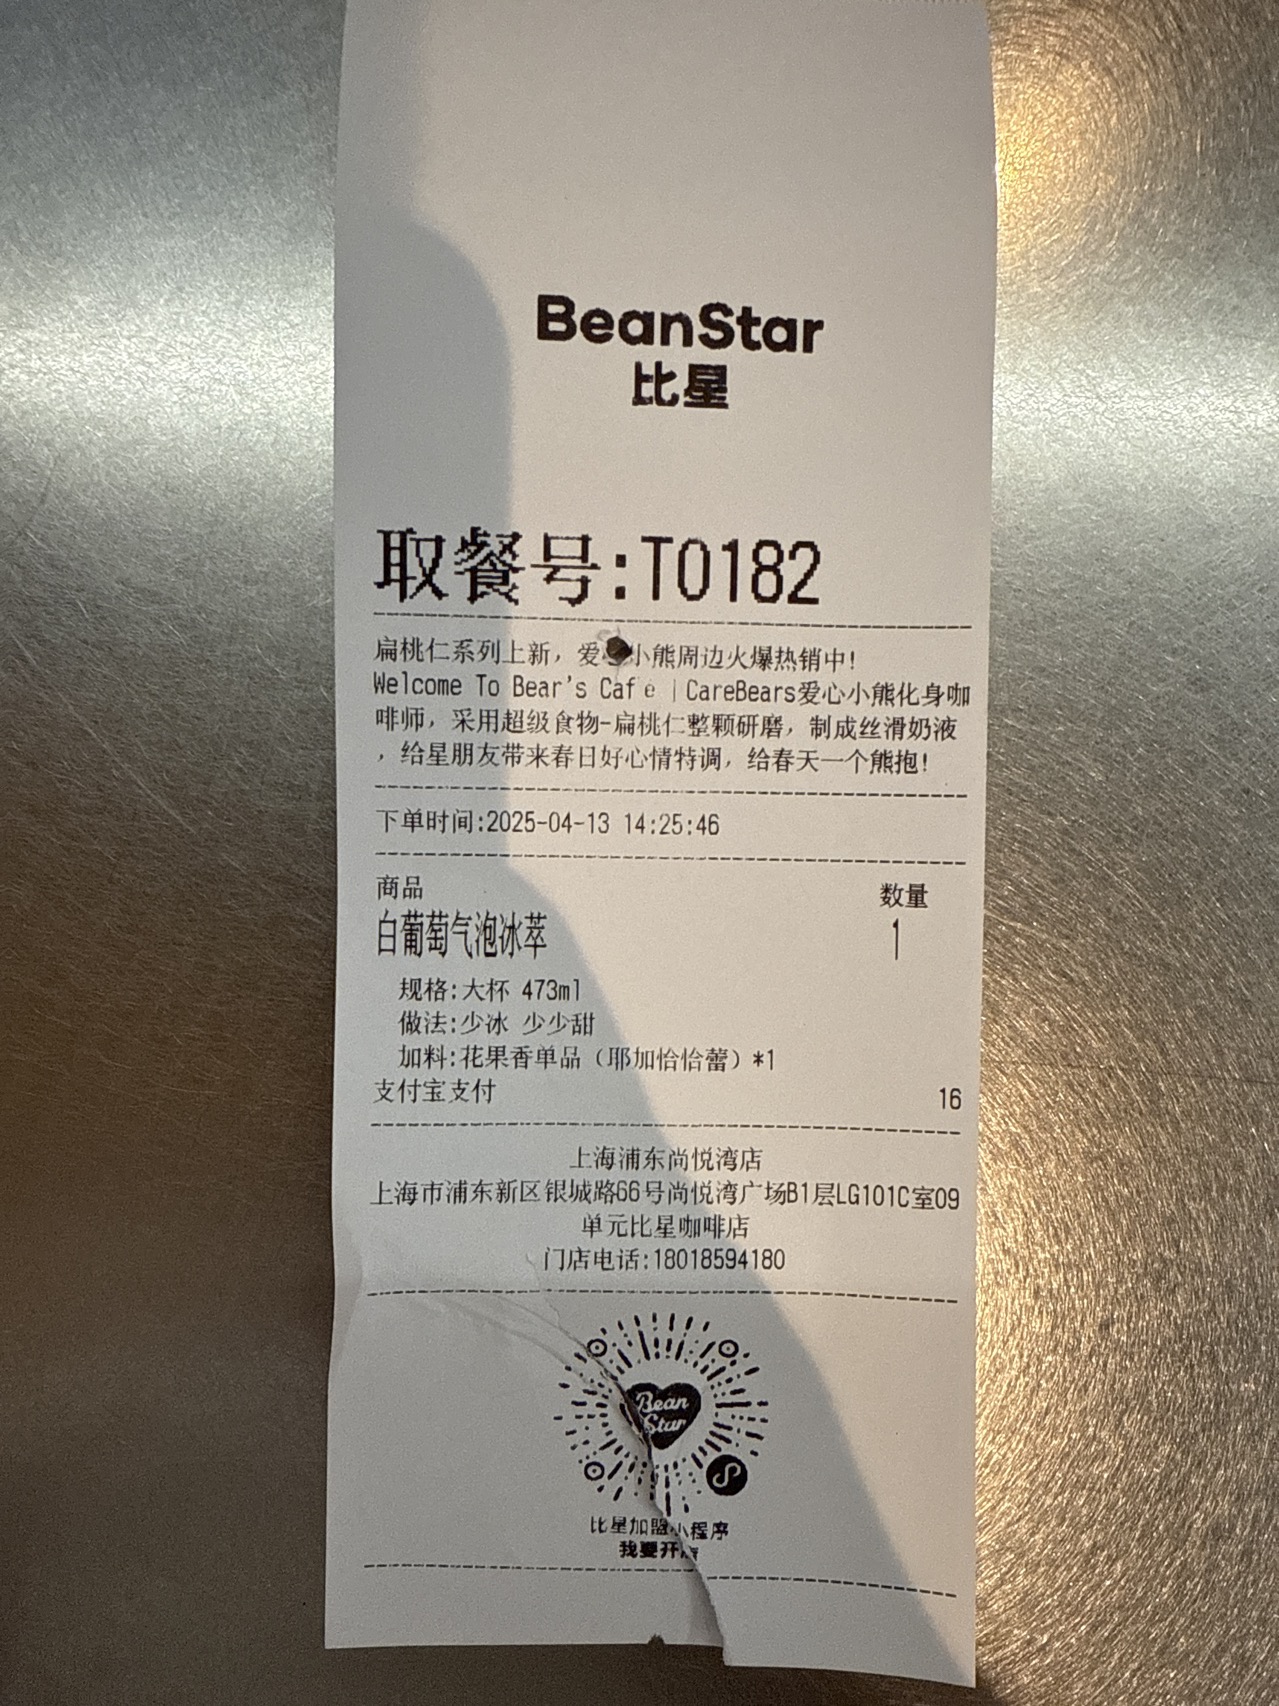 BeanStar
比星
取餐号:T0182
扁桃仁系列上新，爱心小熊周边火爆热销中!
Welcome To Bear's Café |CareBears爱心小熊化身咖
啡师，采用超级食物-扁桃仁整颗研磨，制成丝滑奶液
，给星朋友带来春日好心情特调，给春天一个熊抱!
下单时间:2025-04-13 14:25:46
商品 数量
白葡萄气泡冰萃 1
规格:大杯 473ml
做法:少冰 少少甜
加料:花果香单品（耶加恰恰蕾）*1
支付宝支付 16
上海浦东尚悦湾店
上海市浦东新区银城路66号尚悦湾广场B1层LG101C室09
单元比星咖啡店
门店电话:18018594180
Bean
Star
比星加盟小程序
我要开店